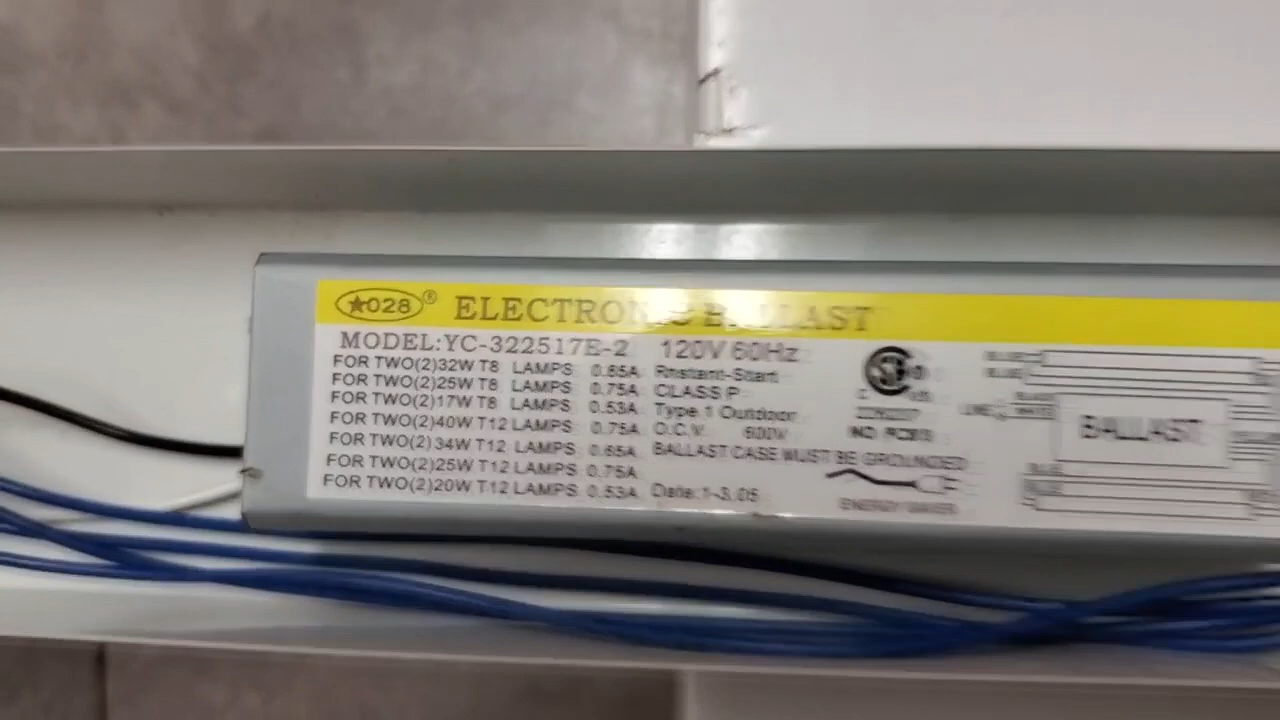 ★028® ELECTRONIC BALLAST
MODEL:YC-322517E-2 120V 60Hz
FOR TWO(2)32W T8 LAMPS 0.85A Rnstant-Start
FOR TWO(2)25W T8 LAMPS 0.75A CLASS P
FOR TWO(2)17W T8 LAMPS 0.53A Type 1 Outdoor
FOR TWO(2)40W T12 LAMPS 0.75A O.C.V. 600V
FOR TWO(2)34W T12 LAMPS 0.65A BALLAST CASE MUST BE GROUNDED
FOR TWO(2)25W T12 LAMPS 0.75A
FOR TWO(2)20W T12 LAMPS 0.53A Date:1-3.05
ENERGY SAVER
BALLAST